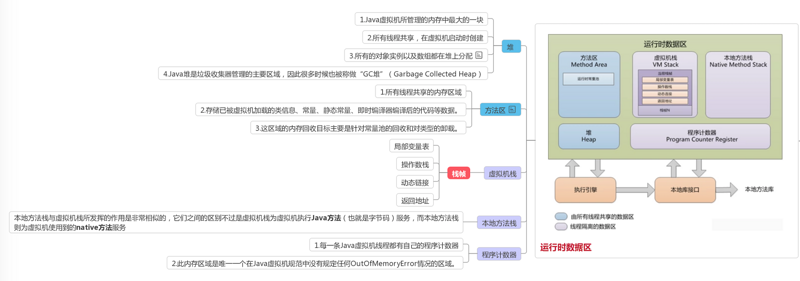 1.Java虚拟机所管理的内存中最大的一块
2.所有线程共享，在虚拟机启动时创建
3.所有的对象实例以及数组都在堆上分配
4.Java堆是垃圾收集器管理的主要区域，因此很多时候也被称做“GC堆”（Garbage Collected Heap）
堆
1.所有线程共享的内存区域
2.存储已被虚拟机加载的类信息、常量、静态常量、即时编译器编译后的代码等数据。
3.这区域的内存回收目标主要是针对常量池的回收和对类型的卸载。
方法区
局部变量表
操作数栈
动态链接
返回地址
栈帧
虚拟机栈
本地方法栈与虚拟机栈所发挥的作用是非常相似的，它们之间的区别不过是虚拟机栈为虚拟机执行Java方法（也就是字节码）服务，而本地方法栈
则为虚拟机使用到的native方法服务
本地方法栈
1.每一条Java虚拟机线程都有自己的程序计数器
2.此内存区域是唯一一个在Java虚拟机规范中没有规定任何OutOfMemoryError情况的区域。
程序计数器
运行时数据区
方法区
Method Area
运行时常量池
虚拟机栈
VM Stack
局部变量表
操作数栈
动态链接
返回地址
本地方法栈
Native Method Stack
堆
Heap
程序计数器
Program Counter Register
执行引擎
本地库接口
本地方法库
由所有线程共享的数据区
线程隔离的数据区
运行时数据区